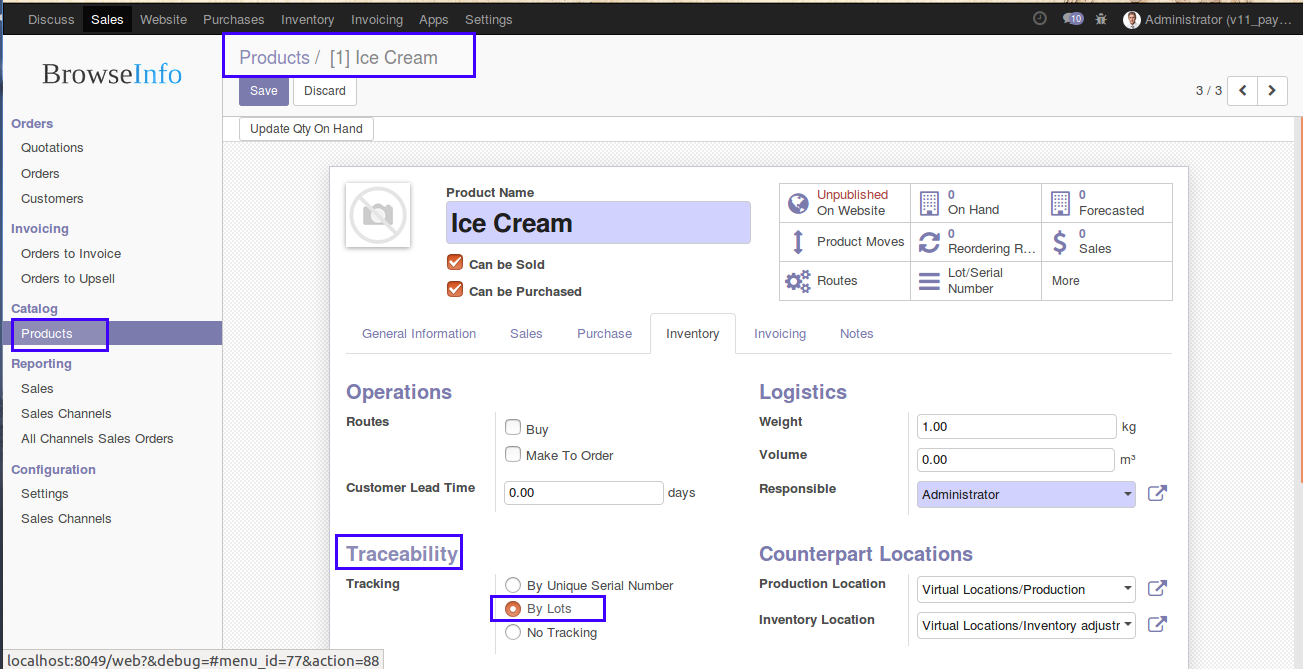 Discuss Sales Website Purchases Inventory Invoicing Apps Settings 10 Administrator (v11_pay…
BrowseInfo
Orders
Quotations
Orders
Customers
Invoicing
Orders to Invoice
Orders to Upsell
Catalog
Products
Reporting
Sales
Sales Channels
All Channels Sales Orders
Configuration
Settings
Sales Channels
Products / [1] Ice Cream
Save Discard 3 / 3
Update Qty On Hand
Product Name
Ice Cream
Can be Sold
Can be Purchased
Unpublished
On Website
0
On Hand
0
Forecasted
Product Moves
0
Reordering R...
0
Sales
Routes
Lot/Serial
Number
More
General Information Sales Purchase Inventory Invoicing Notes
Operations
Routes
Buy
Make To Order
Customer Lead Time 0.00 days
Logistics
Weight 1.00 kg
Volume 0.00 m³
Responsible Administrator
Traceability
Tracking
By Unique Serial Number
By Lots
No Tracking
Counterpart Locations
Production Location Virtual Locations/Production
Inventory Location Virtual Locations/Inventory adjustr
localhost:8049/web?&debug=#menu_id=77&action=88